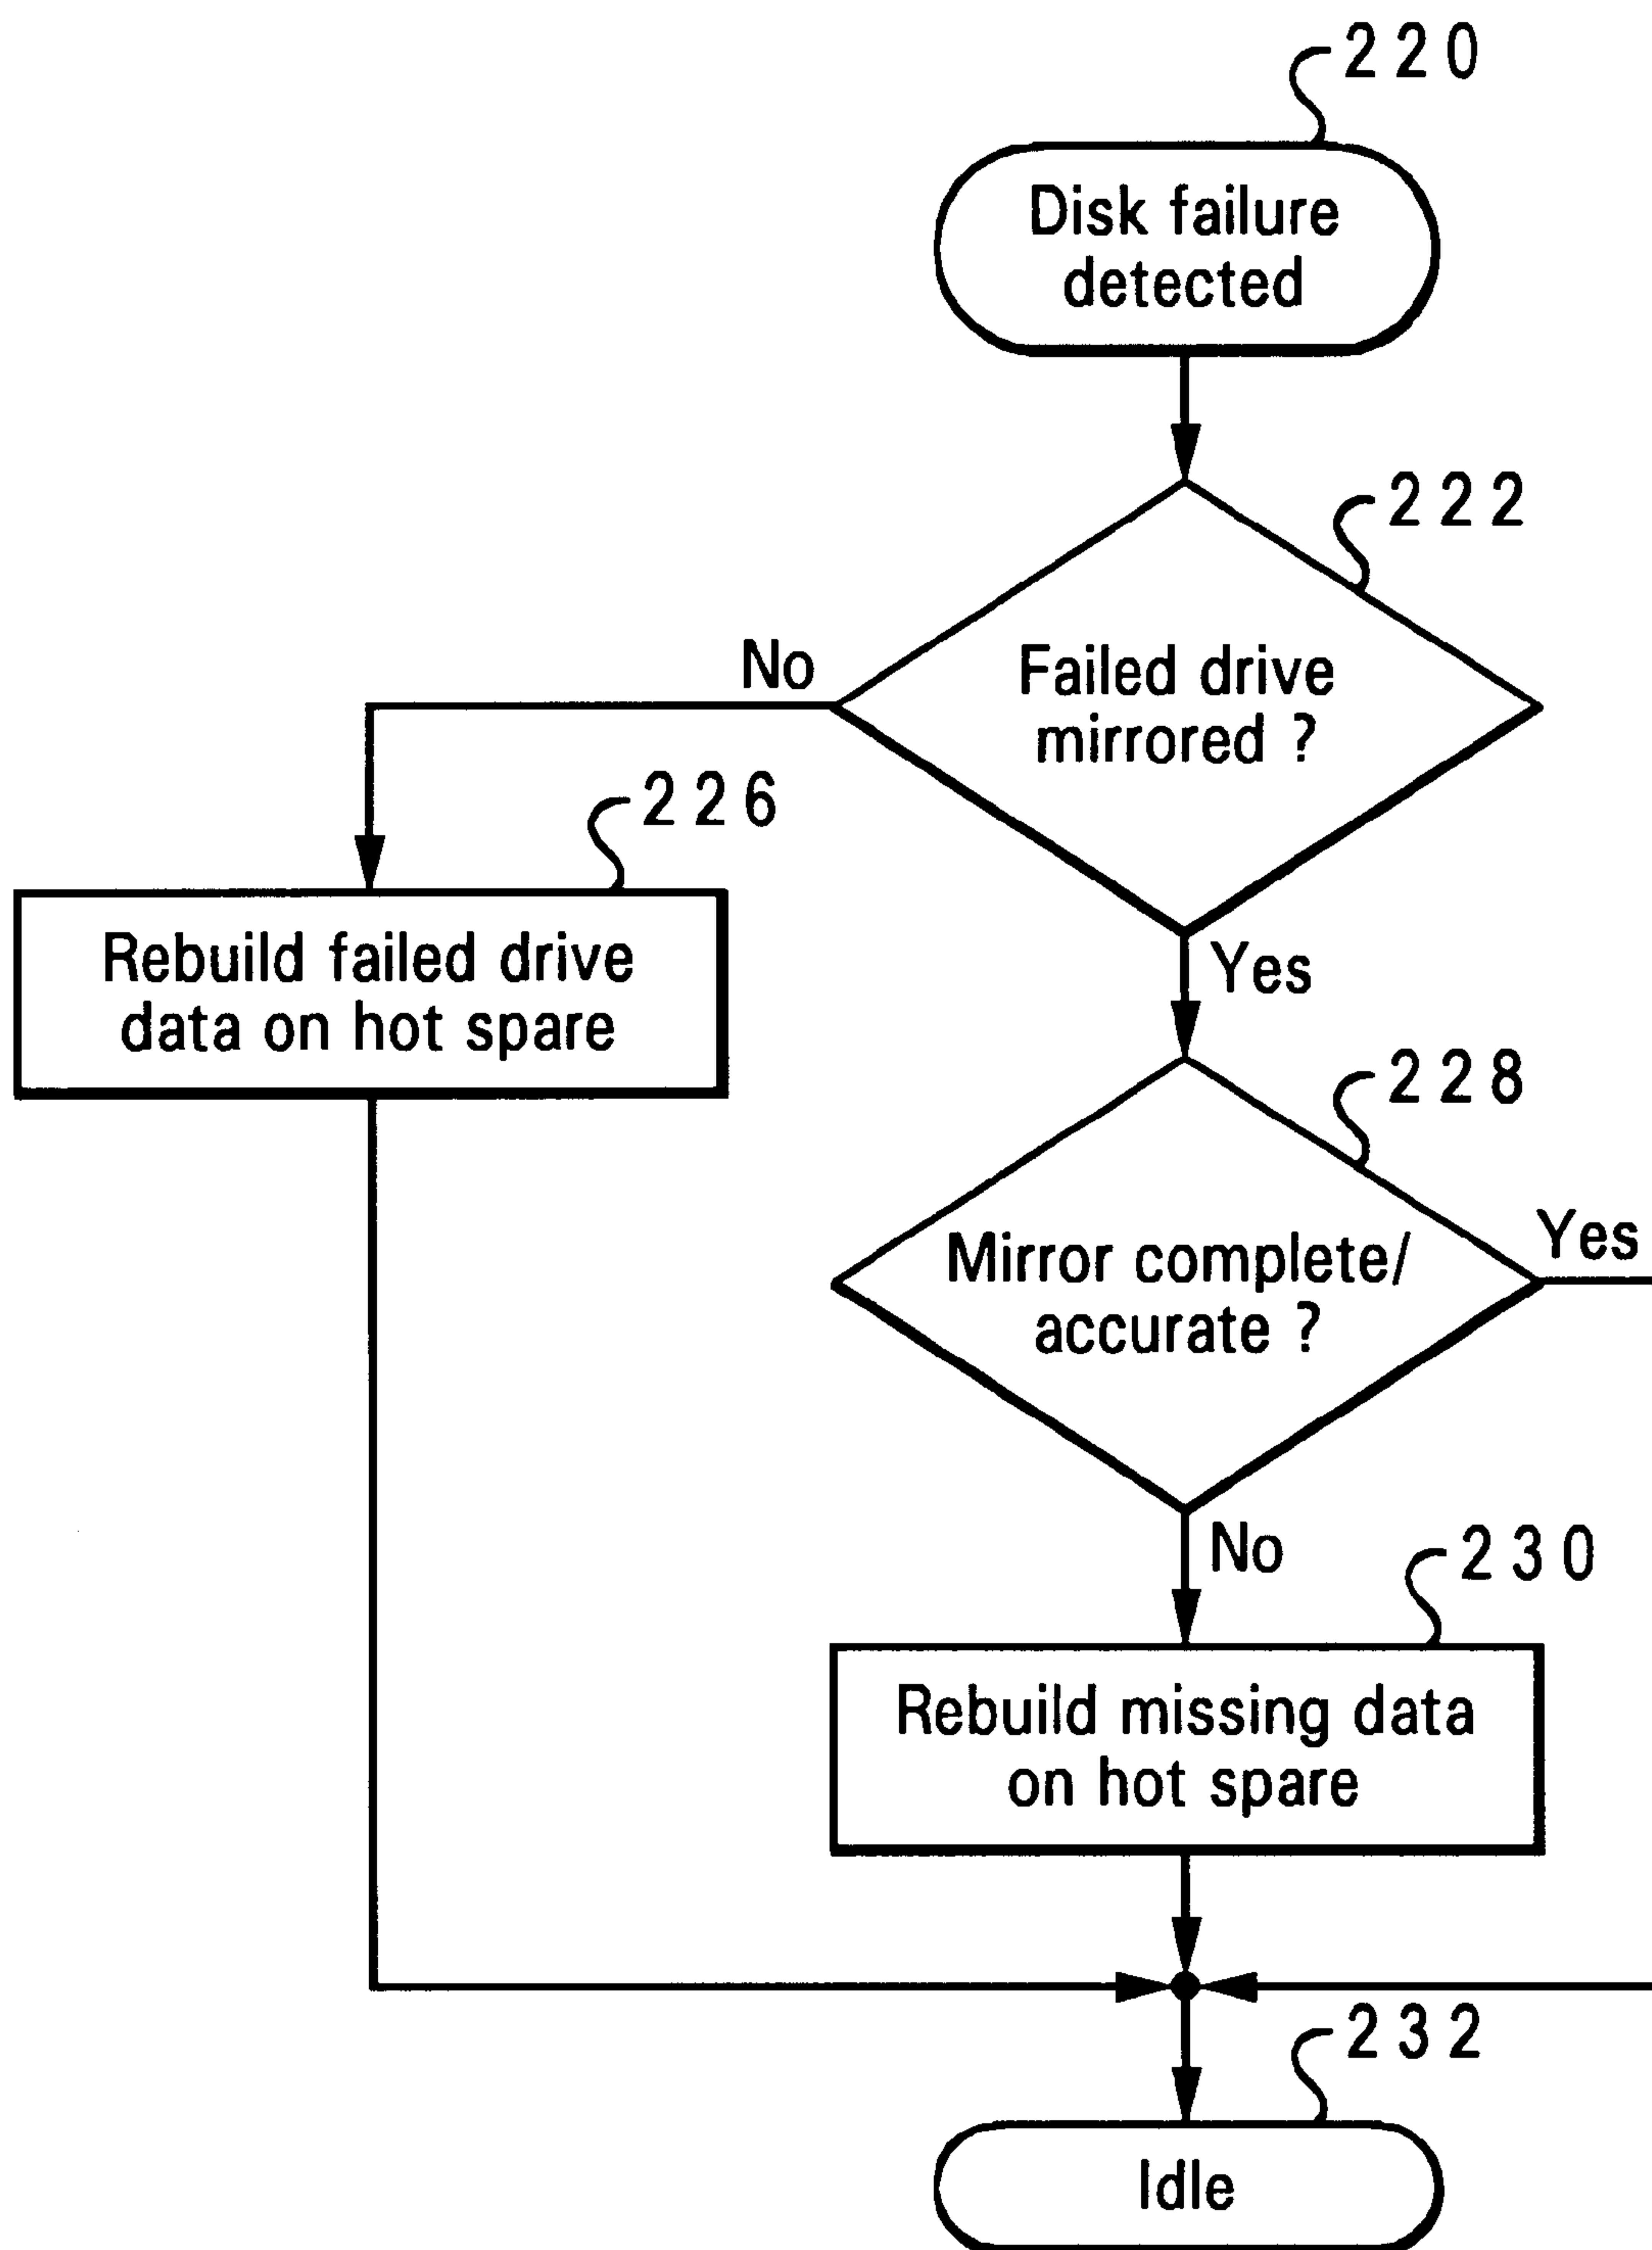 220
Disk failure
detected
222
Failed drive
mirrored ?
No
226
Rebuild failed drive
data on hot spare
Yes
228
Mirror complete/
accurate ?
Yes
No
230
Rebuild missing data
on hot spare
232
Idle